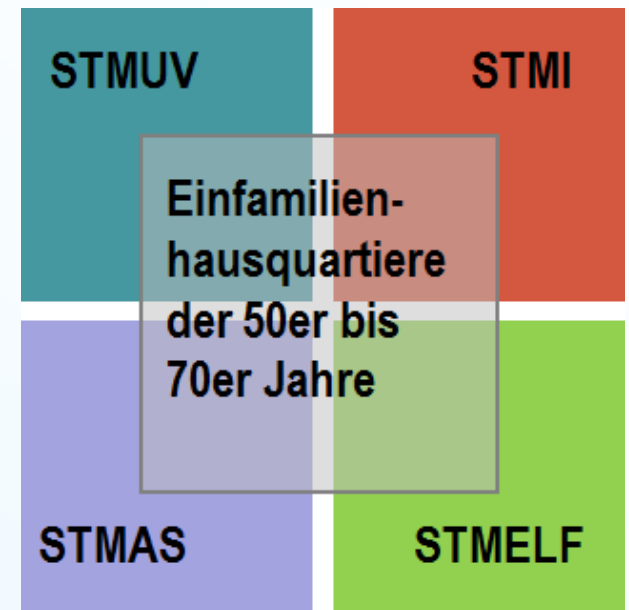 STMUV
STMI
Einfamilien-
hausquartiere
der 50er bis
70er Jahre
STMAS
STMELF